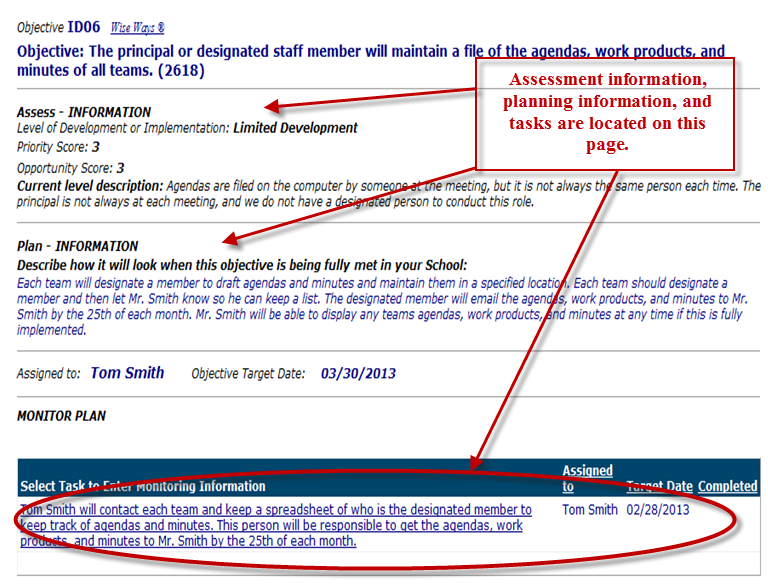 Objective ID06 Wise Ways ®
Objective: The principal or designated staff member will maintain a file of the agendas, work products, and
minutes of all teams. (2618)
Assessment information,
planning information, and
tasks are located on this
page.
Assess - INFORMATION
Level of Development or Implementation: Limited Development
Priority Score: 3
Opportunity Score: 3
Current level description: Agendas are filed on the computer by someone at the meeting, but it is not always the same person each time. The
principal is not always at each meeting, and we do not have a designated person to conduct this role.
Plan - INFORMATION
Describe how it will look when this objective is being fully met in your School:
Each team will designate a member to draft agendas and minutes and maintain them in a specified location. Each team should designate a
member and then let Mr. Smith know so he can keep a list. The designated member will email the agendas, work products, and minutes to Mr.
Smith by the 25th of each month. Mr. Smith will be able to display any teams agendas, work products, and minutes at any time if this is fully
implemented.
Assigned to: Tom Smith Objective Target Date: 03/30/2013
MONITOR PLAN
Select Task to Enter Monitoring Information Assigned to Target Date Completed
Tom Smith will contact each team and keep a spreadsheet of who is the designated member to Tom Smith 02/28/2013
keep track of agendas and minutes. This person will be responsible to get the agendas, work
products, and minutes to Mr. Smith by the 25th of each month.